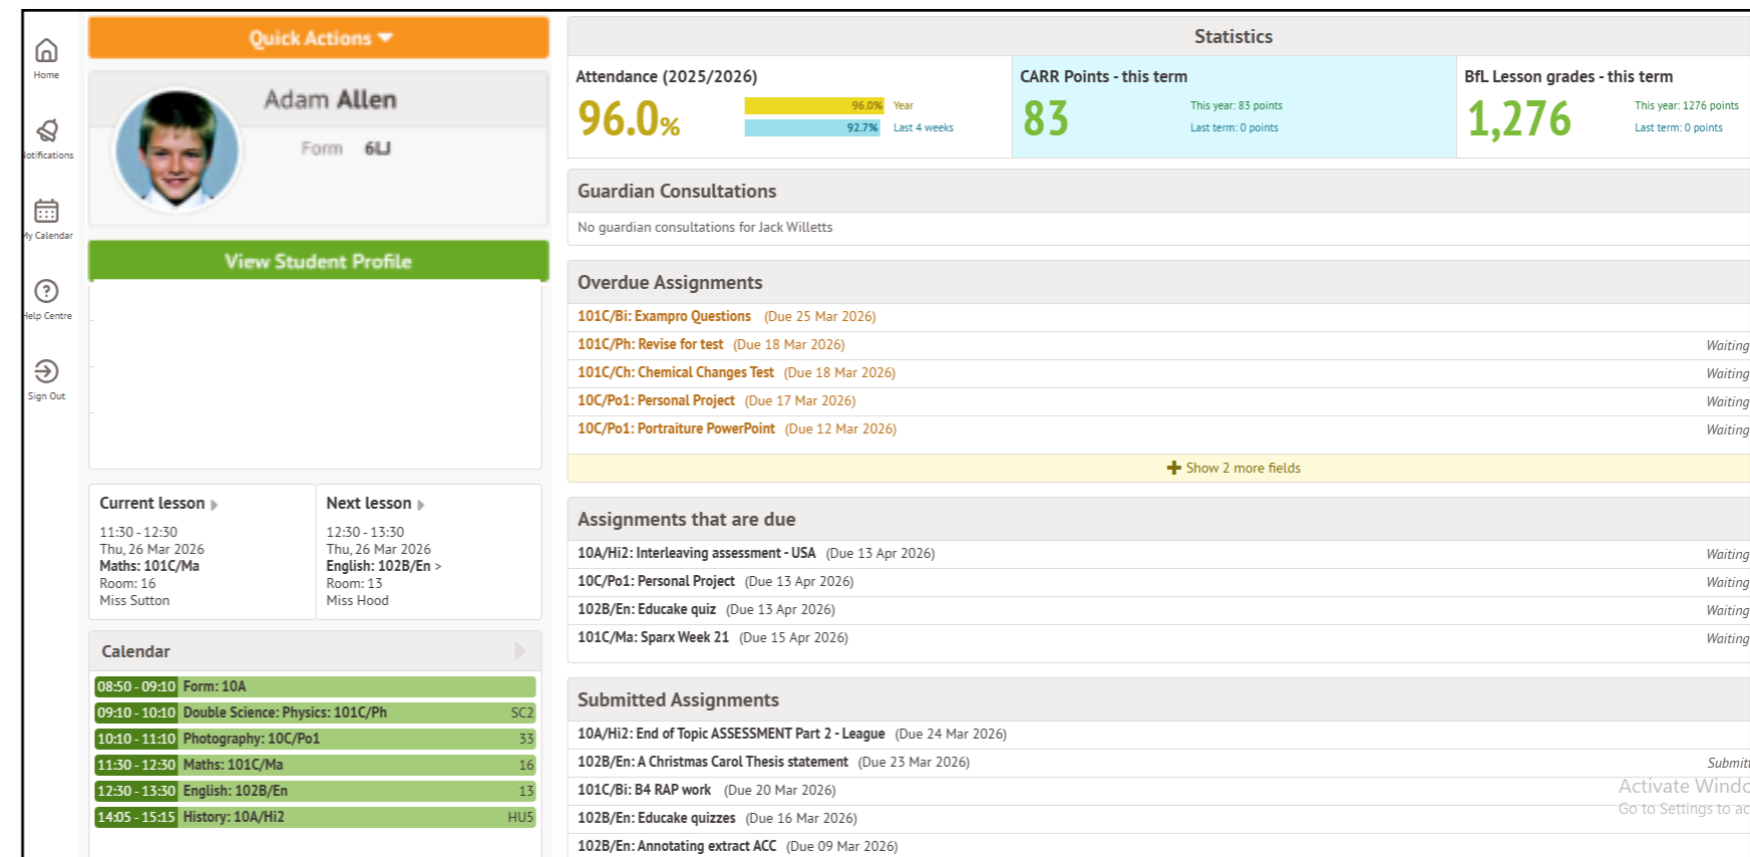 Home
Notifications
My Calendar
Help Centre
Sign Out
Quick Actions
Adam Allen
Form 6LJ
View Student Profile
Current lesson
11:30 - 12:30
Thu, 26 Mar 2026
Maths: 101C/Ma
Room: 16
Miss Sutton
Next lesson
12:30 - 13:30
Thu, 26 Mar 2026
English: 102B/En >
Room: 13
Miss Hood
Calendar
08:50 - 09:10 Form: 10A
09:10 - 10:10 Double Science: Physics: 101C/Ph SC2
10:10 - 11:10 Photography: 10C/Po1 33
11:30 - 12:30 Maths: 101C/Ma 16
12:30 - 13:30 English: 102B/En 13
14:05 - 15:15 History: 10A/Hi2 HU5
Statistics
Attendance (2025/2026)
96.0%
96.0% Year
92.7% Last 4 weeks
CARR Points - this term
83
This year: 83 points
Last term: 0 points
BfL Lesson grades - this term
1,276
This year: 1276 points
Last term: 0 points
Guardian Consultations
No guardian consultations for Jack Willetts
Overdue Assignments
101C/Bi: Exampro Questions (Due 25 Mar 2026)
101C/Ph: Revise for test (Due 18 Mar 2026) Waiting
101C/Ch: Chemical Changes Test (Due 18 Mar 2026) Waiting
10C/Po1: Personal Project (Due 17 Mar 2026) Waiting
10C/Po1: Portraiture PowerPoint (Due 12 Mar 2026) Waiting
Show 2 more fields
Assignments that are due
10A/Hi2: Interleaving assessment - USA (Due 13 Apr 2026) Waiting
10C/Po1: Personal Project (Due 13 Apr 2026) Waiting
102B/En: Educake quiz (Due 13 Apr 2026) Waiting
101C/Ma: Sparx Week 21 (Due 15 Apr 2026) Waiting
Submitted Assignments
10A/Hi2: End of Topic ASSESSMENT Part 2 - League (Due 24 Mar 2026)
102B/En: A Christmas Carol Thesis statement (Due 23 Mar 2026) Submitt
101C/Bi: B4 RAP work (Due 20 Mar 2026)
102B/En: Educake quizzes (Due 16 Mar 2026)
102B/En: Annotating extract ACC (Due 09 Mar 2026)
Activate Windo
Go to Settings to ac